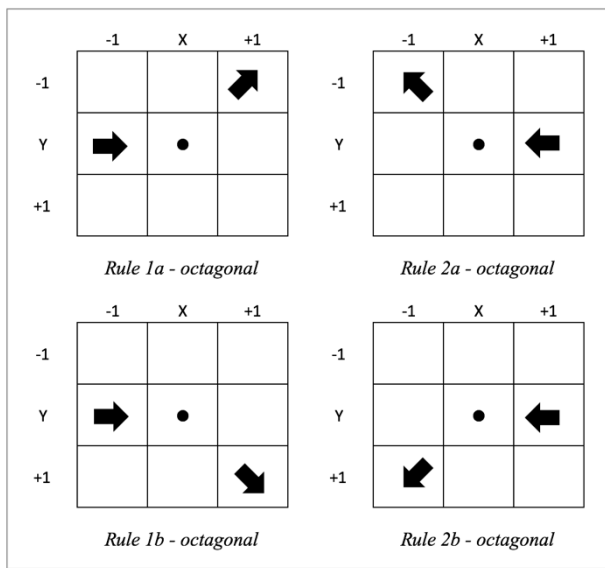 -1 X +1 -1 X +1
-1 -1
Y Y
+1 +1
Rule 1a - octagonal Rule 2a - octagonal
-1 X +1 -1 X +1
-1 -1
Y Y
+1 +1
Rule 1b - octagonal Rule 2b - octagonal